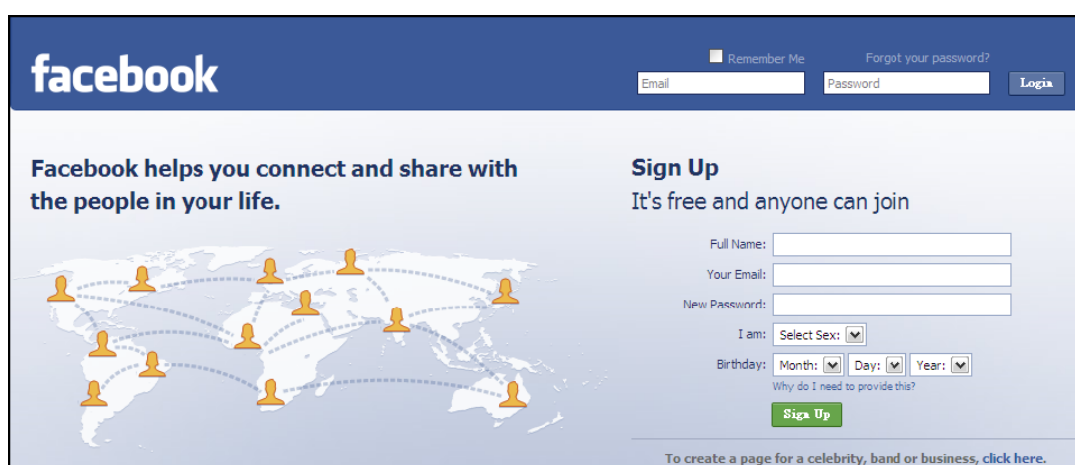 facebook
Remember Me
Forgot your password?
Email
Password
Login
Facebook helps you connect and share with
the people in your life.
Sign Up
It's free and anyone can join
Full Name:
Your Email:
New Password:
I am: Select Sex:
Birthday: Month: Day: Year:
Why do I need to provide this?
Sign Up
To create a page for a celebrity, band or business, click here.